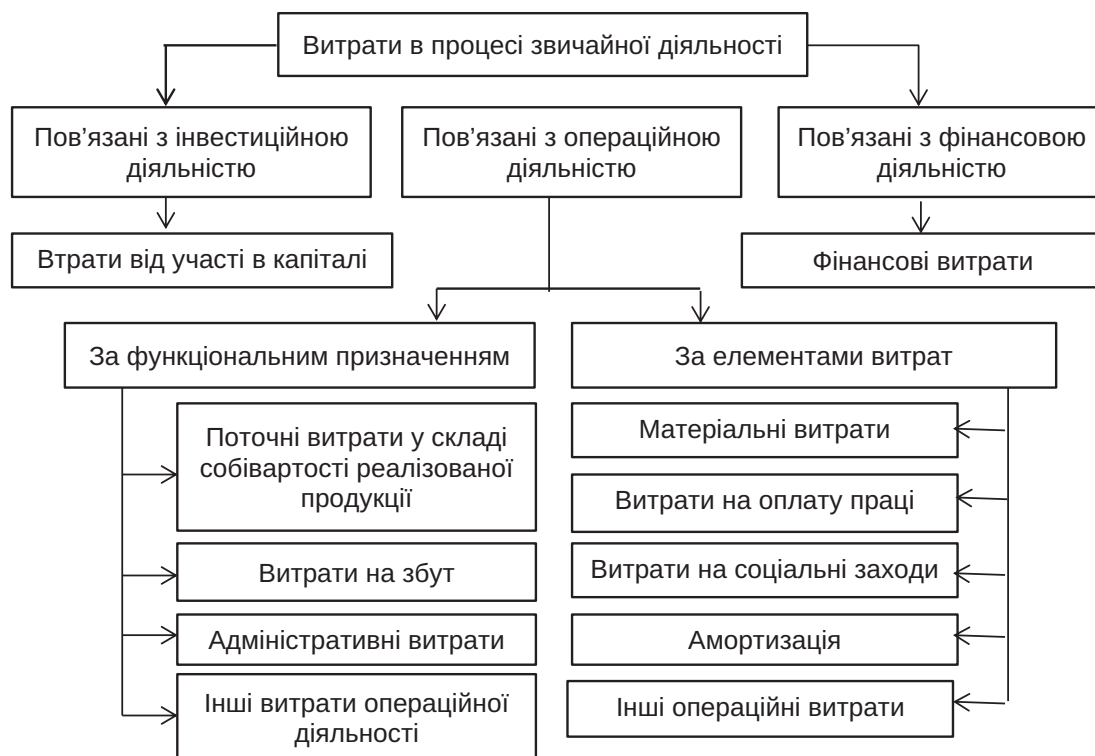 Витрати в процесі звичайної діяльності
Пов’язані з інвестиційною
діяльністю
Пов’язані з операційною
діяльністю
Пов’язані з фінансовою
діяльністю
Втрати від участі в капіталі
Фінансові витрати
За функціональним призначенням
За елементами витрат
Поточні витрати у складі
собівартості реалізованої
продукції
Витрати на збут
Адміністративні витрати
Інші витрати операційної
діяльності
Матеріальні витрати
Витрати на оплату праці
Витрати на соціальні заходи
Амортизація
Інші операційні витрати